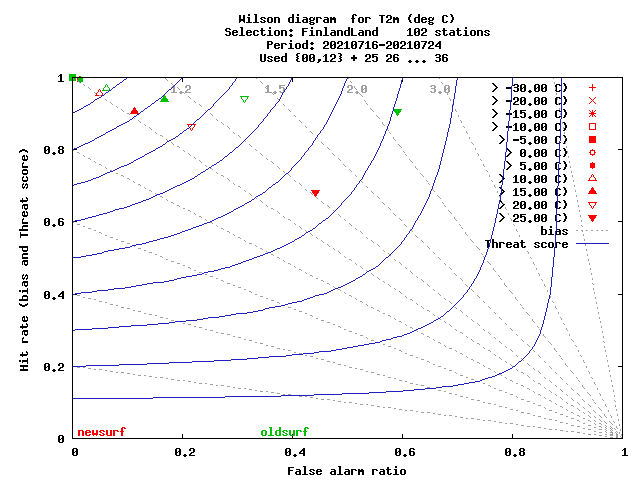 Wilson diagram  for T2m (deg C)
Selection: FinlandLand    102 stations
Period: 20210716-20210724
Used {00,12} + 25 26 ... 36
1
0.8
0.6
0.4
0.2
0
Hit rate (bias and Threat score)
1.2
1.5
2.0
3.0
> -30.00 C)
> -20.00 C)
> -15.00 C)
> -10.00 C)
> -5.00 C)
> 0.00 C)
> 5.00 C)
> 10.00 C)
> 15.00 C)
> 20.00 C)
> 25.00 C)
bias
Threat score
newsurf
oldsurf
0 0.2 0.4 0.6 0.8 1
False alarm ratio